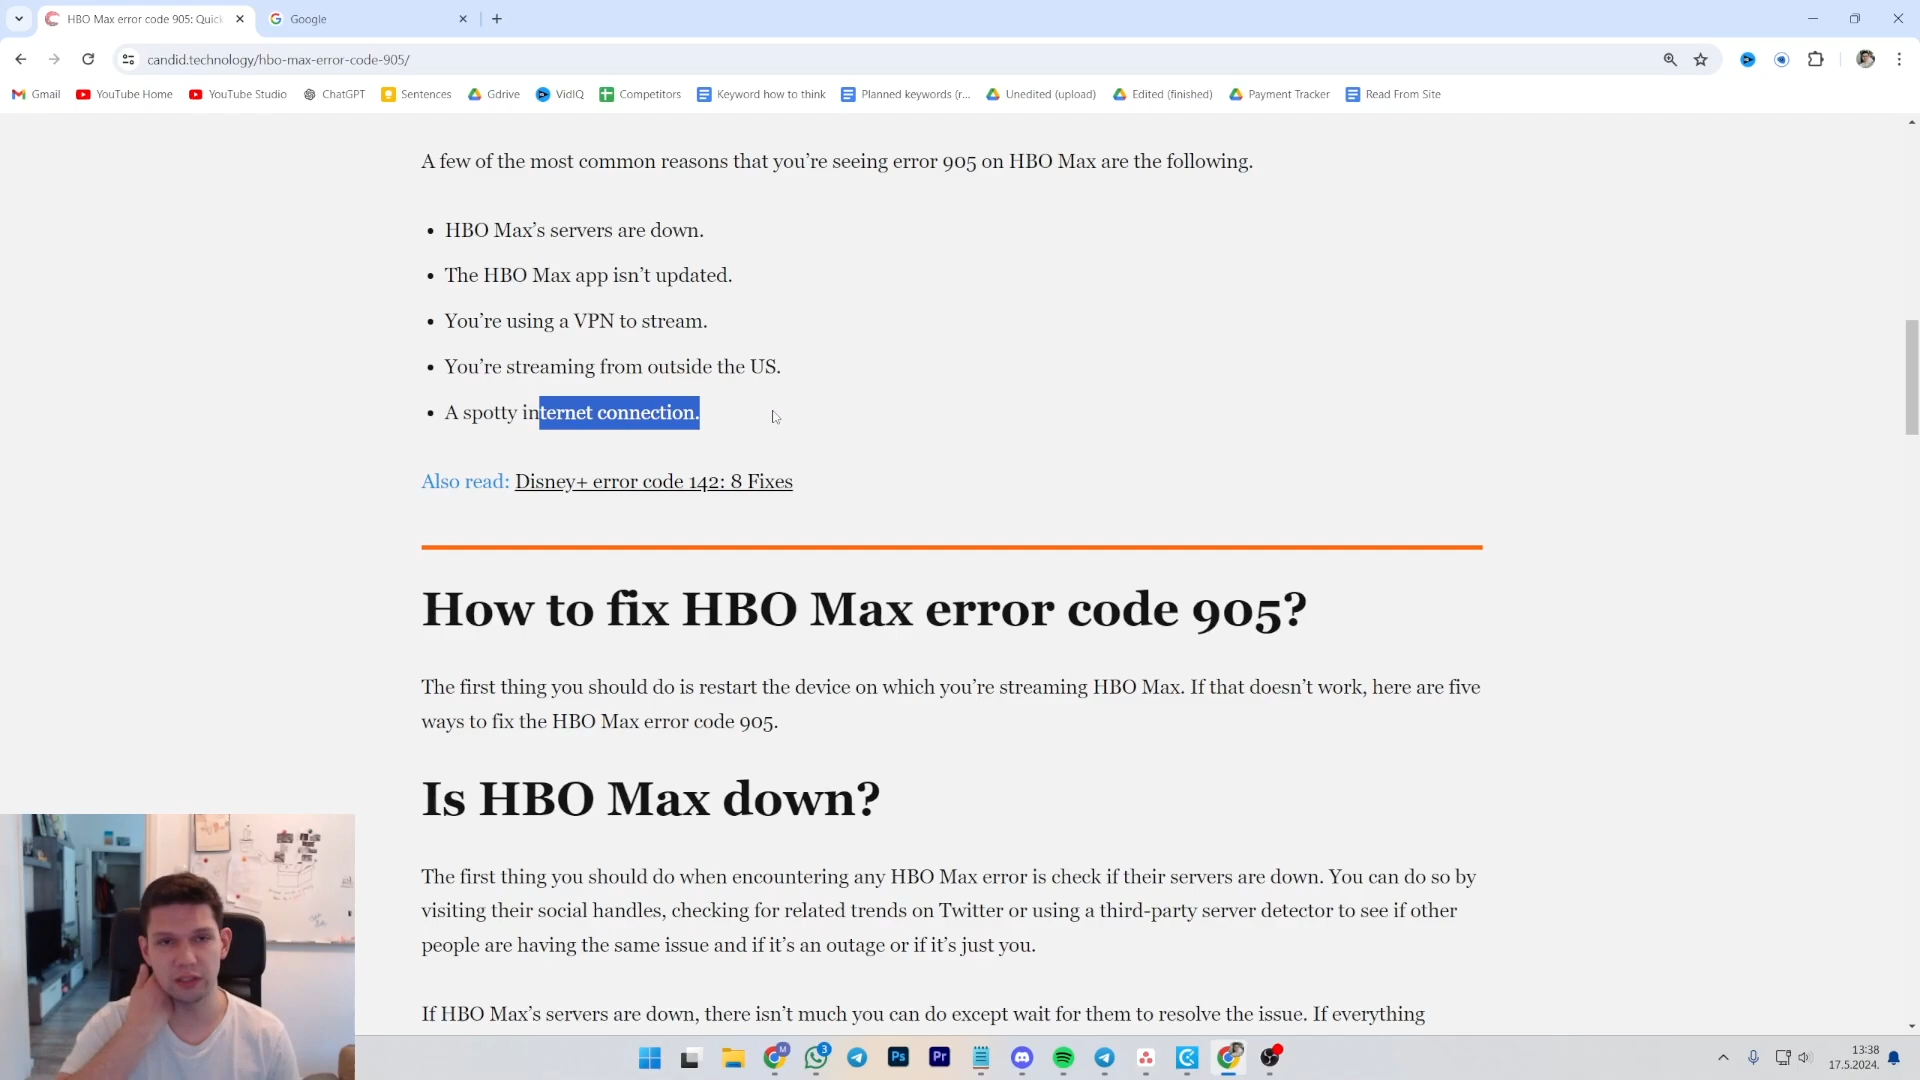 HBO Max error code 905: Quick
Google
candid.technology/hbo-max-error-code-905/
Gmail
YouTube Home
YouTube Studio
ChatGPT
Sentences
Gdrive
VidIQ
Competitors
Keyword how to think
Planned keywords (r...
Unedited (upload)
Edited (finished)
Payment Tracker
Read From Site
A few of the most common reasons that you’re seeing error 905 on HBO Max are the following.
• HBO Max’s servers are down.
• The HBO Max app isn’t updated.
• You’re using a VPN to stream.
• You’re streaming from outside the US.
• A spotty internet connection.
Also read: Disney+ error code 142: 8 Fixes
How to fix HBO Max error code 905?
The first thing you should do is restart the device on which you’re streaming HBO Max. If that doesn’t work, here are five
ways to fix the HBO Max error code 905.
Is HBO Max down?
The first thing you should do when encountering any HBO Max error is check if their servers are down. You can do so by
visiting their social handles, checking for related trends on Twitter or using a third-party server detector to see if other
people are having the same issue and if it’s an outage or if it’s just you.
If HBO Max’s servers are down, there isn’t much you can do except wait for them to resolve the issue. If everything
M
3
Ps
Pr
13:38
17.5.2024.